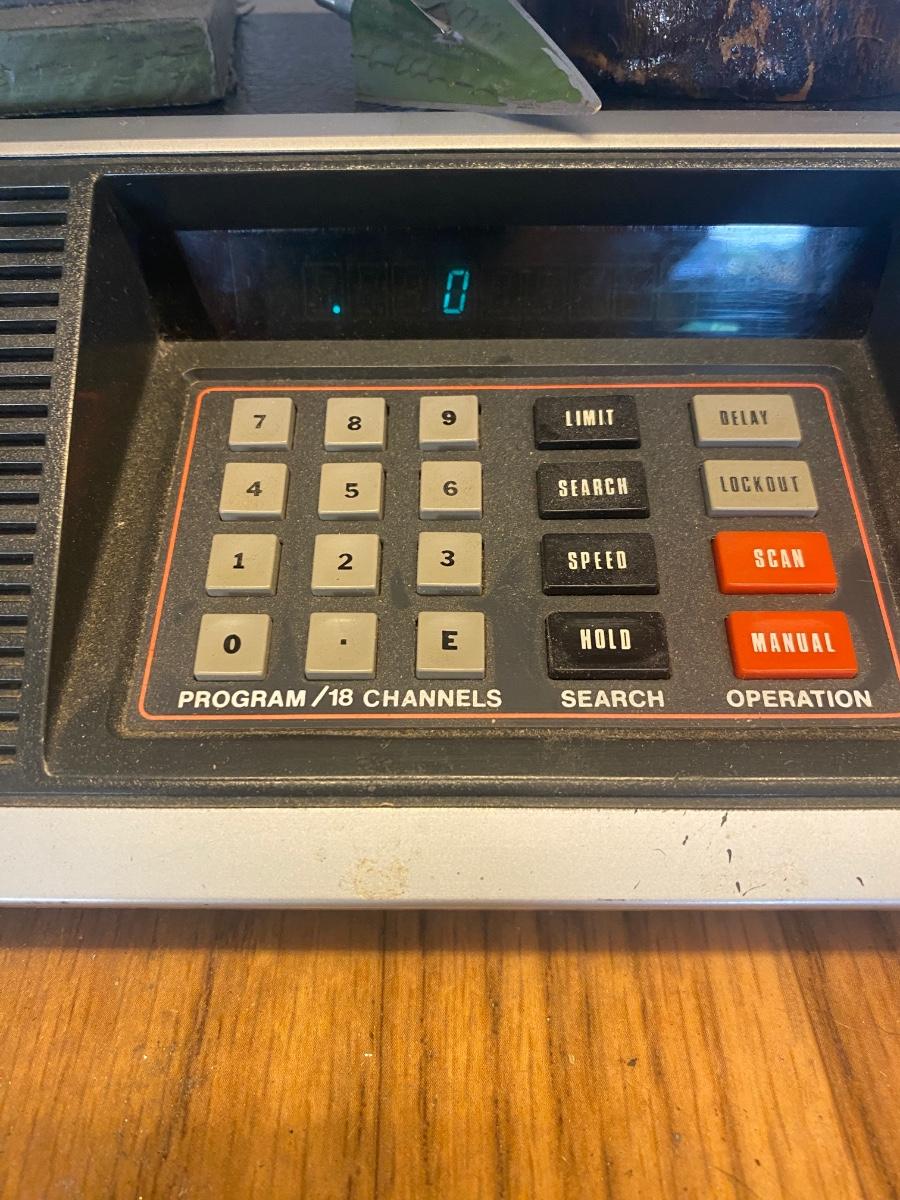 . 0
7 8 9 LIMIT DELAY
4 5 6 SEARCH LOCKOUT
1 2 3 SPEED SCAN
0 . E HOLD MANUAL
PROGRAM /18 CHANNELS SEARCH OPERATION